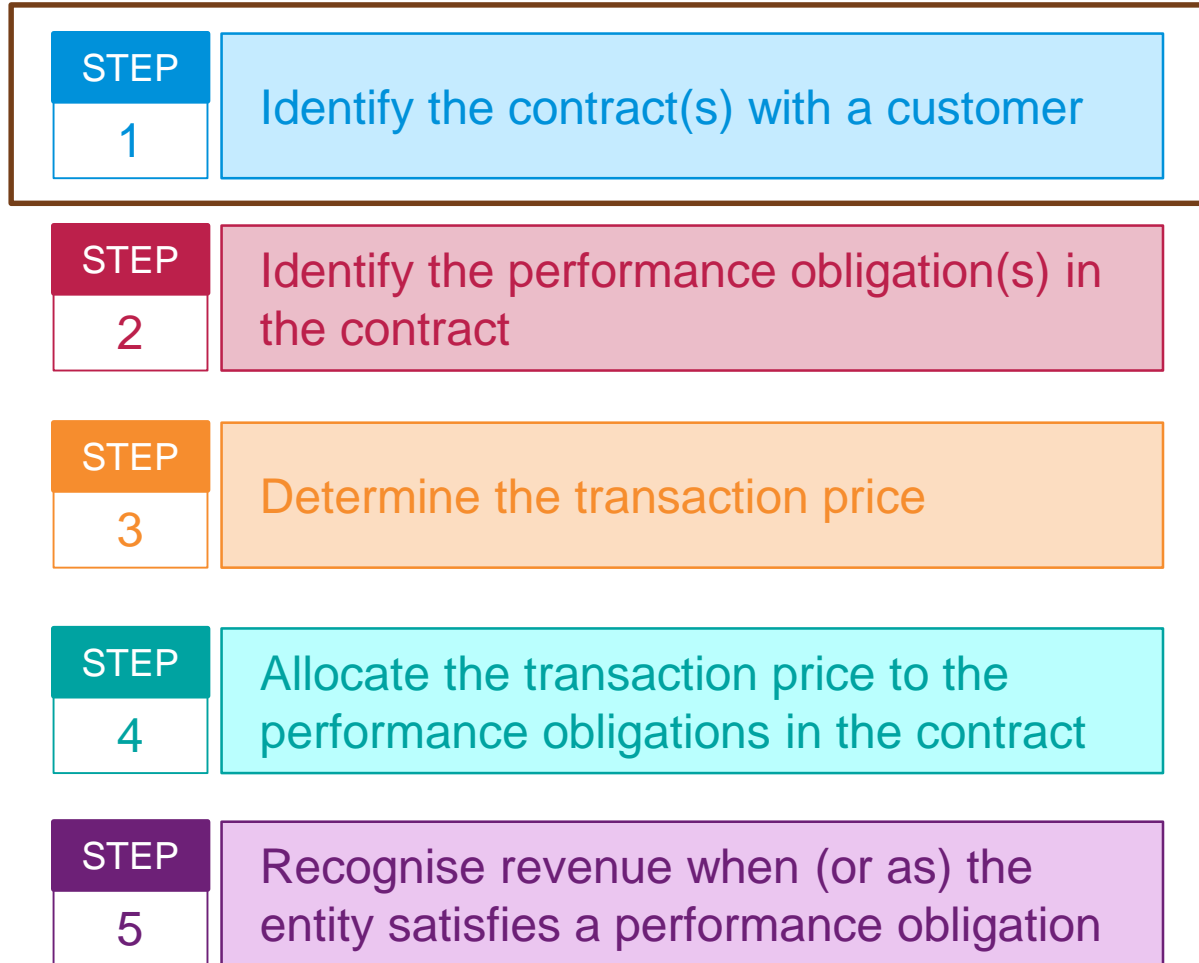 STEP
1
Identify the contract(s) with a customer
STEP
2
Identify the performance obligation(s) in
the contract
STEP
3
Determine the transaction price
STEP
4
Allocate the transaction price to the
performance obligations in the contract
STEP
5
Recognise revenue when (or as) the
entity satisfies a performance obligation